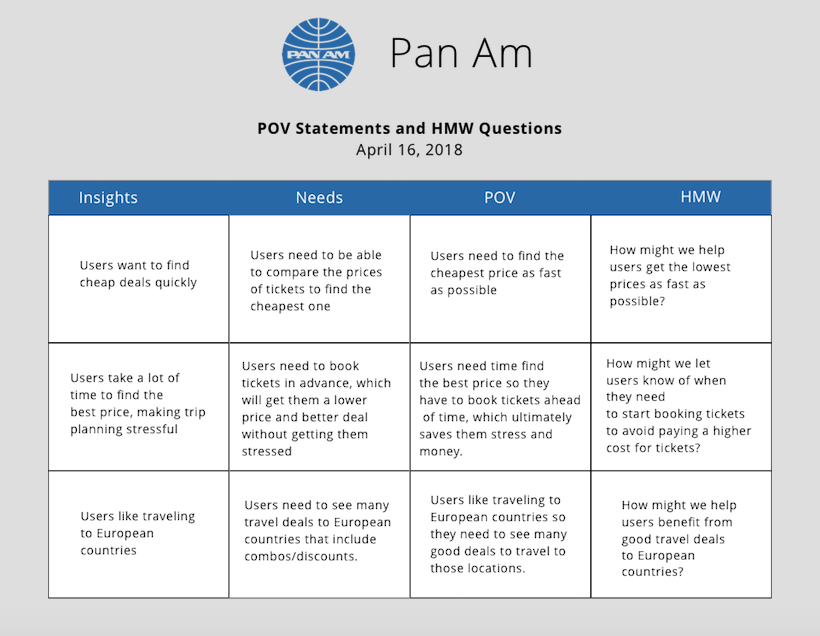 PAN AM
Pan Am
POV Statements and HMW Questions
April 16, 2018
Insights
Needs
POV
HMW
Users want to find
cheap deals quickly
Users need to be able
to compare the prices
of tickets to find the
cheapest one
Users need to find the
cheapest price as fast
as possible
How might we help
users get the lowest
prices as fast as
possible?
Users take a lot of
time to find the
best price, making trip
planning stressful
Users need to book
tickets in advance, which
will get them a lower
price and better deal
without getting them
stressed
Users need time find
the best price so they
have to book tickets ahead
of time, which ultimately
saves them stress and
money.
How might we let
users know of when
they need
to start booking tickets
to avoid paying a higher
cost for tickets?
Users like traveling
to European
countries
Users need to see many
travel deals to European
countries that include
combos/discounts.
Users like traveling to
European countries so
they need to see many
good deals to travel to
those locations.
How might we help
users benefit from
good travel deals
to European
countries?